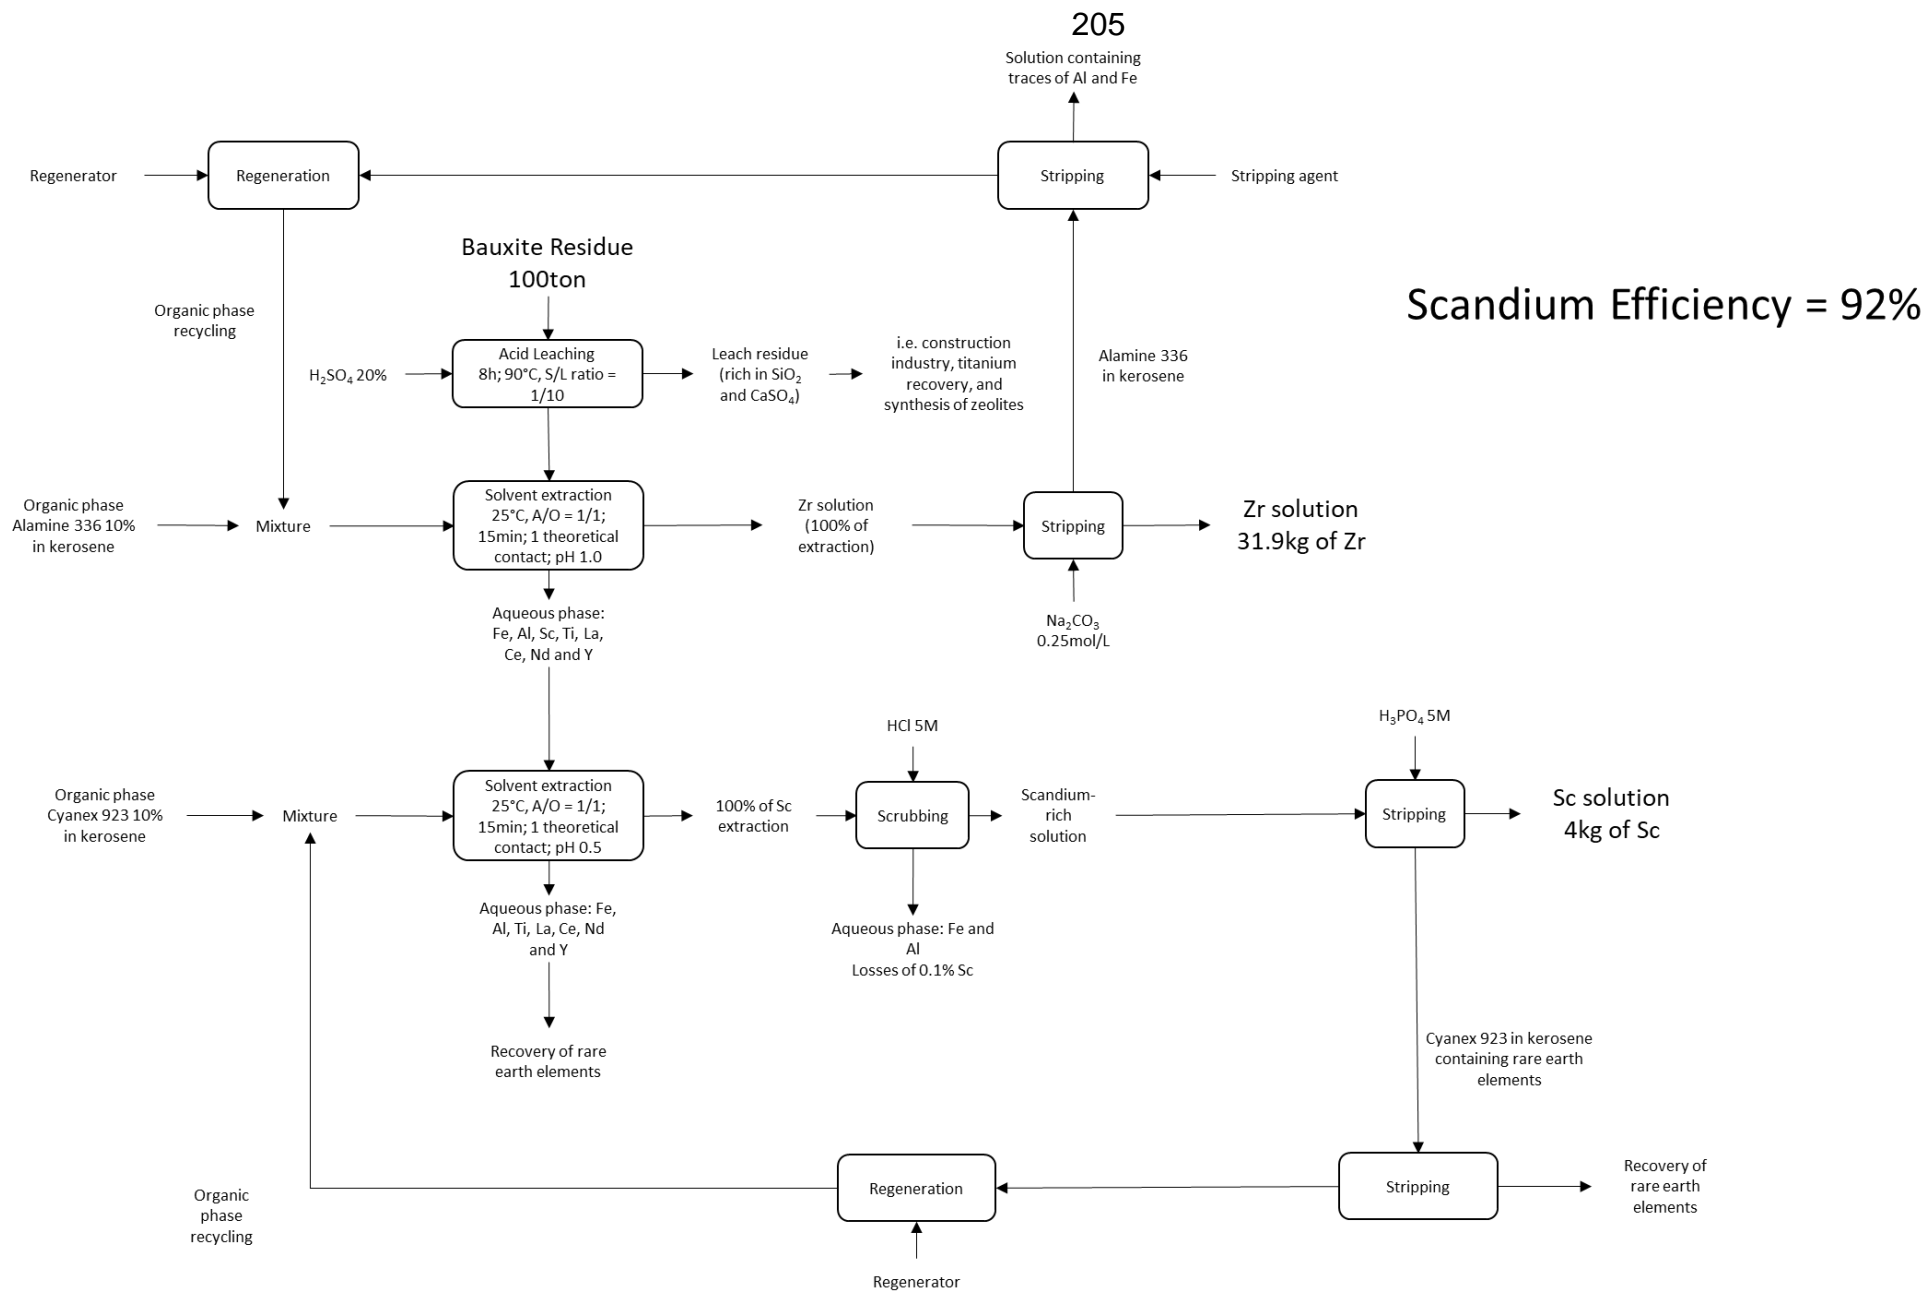 205
Solution containing
traces of Al and Fe
Regenerator
Regeneration
Stripping
Stripping agent
Bauxite Residue
100ton
Scandium Efficiency = 92%
Organic phase
recycling
H₂SO₄ 20%
Acid Leaching
8h; 90°C, S/L ratio =
1/10
Leach residue
(rich in SiO₂
and CaSO₄)
i.e. construction
industry, titanium
recovery, and
synthesis of zeolites
Alamine 336
in kerosene
Organic phase
Alamine 336 10%
in kerosene
Mixture
Solvent extraction
25°C, A/O = 1/1;
15min; 1 theoretical
contact; pH 1.0
Zr solution
(100% of
extraction)
Stripping
Zr solution
31.9kg of Zr
Na₂CO₃
0.25mol/L
Aqueous phase:
Fe, Al, Sc, Ti, La,
Ce, Nd and Y
HCl 5M
H₃PO₄ 5M
Organic phase
Cyanex 923 10%
in kerosene
Mixture
Solvent extraction
25°C, A/O = 1/1;
15min; 1 theoretical
contact; pH 0.5
100% of Sc
extraction
Scrubbing
Scandium-
rich
solution
Stripping
Sc solution
4kg of Sc
Aqueous phase: Fe,
Al, Ti, La, Ce, Nd
and Y
Aqueous phase: Fe and
Al
Losses of 0.1% Sc
Recovery of rare
earth elements
Cyanex 923 in kerosene
containing rare earth
elements
Organic
phase
recycling
Regeneration
Stripping
Recovery of
rare earth
elements
Regenerator